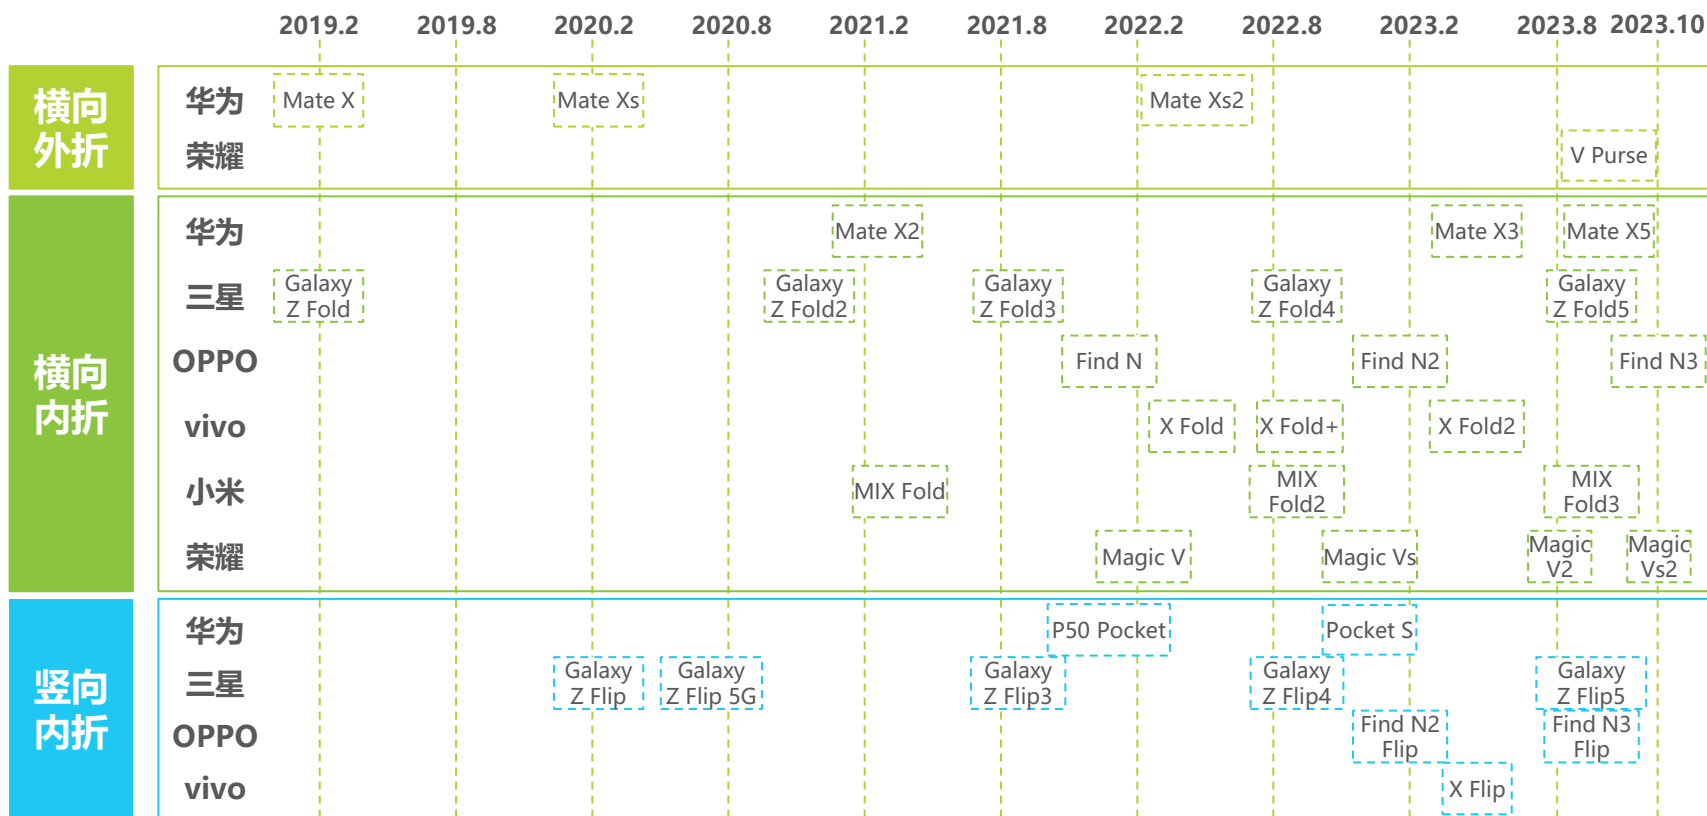 2019.2 2019.8 2020.2 2020.8 2021.2 2021.8 2022.2 2022.8 2023.2 2023.8 2023.10
横向
外折
华为 Mate X Mate Xs Mate Xs2
荣耀 V Purse
横向
内折
华为 Mate X2 Mate X3 Mate X5
三星
Galaxy
Z Fold
Galaxy
Z Fold2
Galaxy
Z Fold3
Galaxy
Z Fold4
Galaxy
Z Fold5
OPPO Find N Find N2 Find N3
vivo X Fold X Fold+ X Fold2
小米 MIX Fold
MIX
Fold2
MIX
Fold3
荣耀 Magic V Magic Vs
Magic
V2
Magic
Vs2
竖向
内折
华为 P50 Pocket Pocket S
三星
Galaxy
Z Flip
Galaxy
Z Flip 5G
Galaxy
Z Flip3
Galaxy
Z Flip4
Galaxy
Z Flip5
OPPO
Find N2
Flip
Find N3
Flip
vivo X Flip